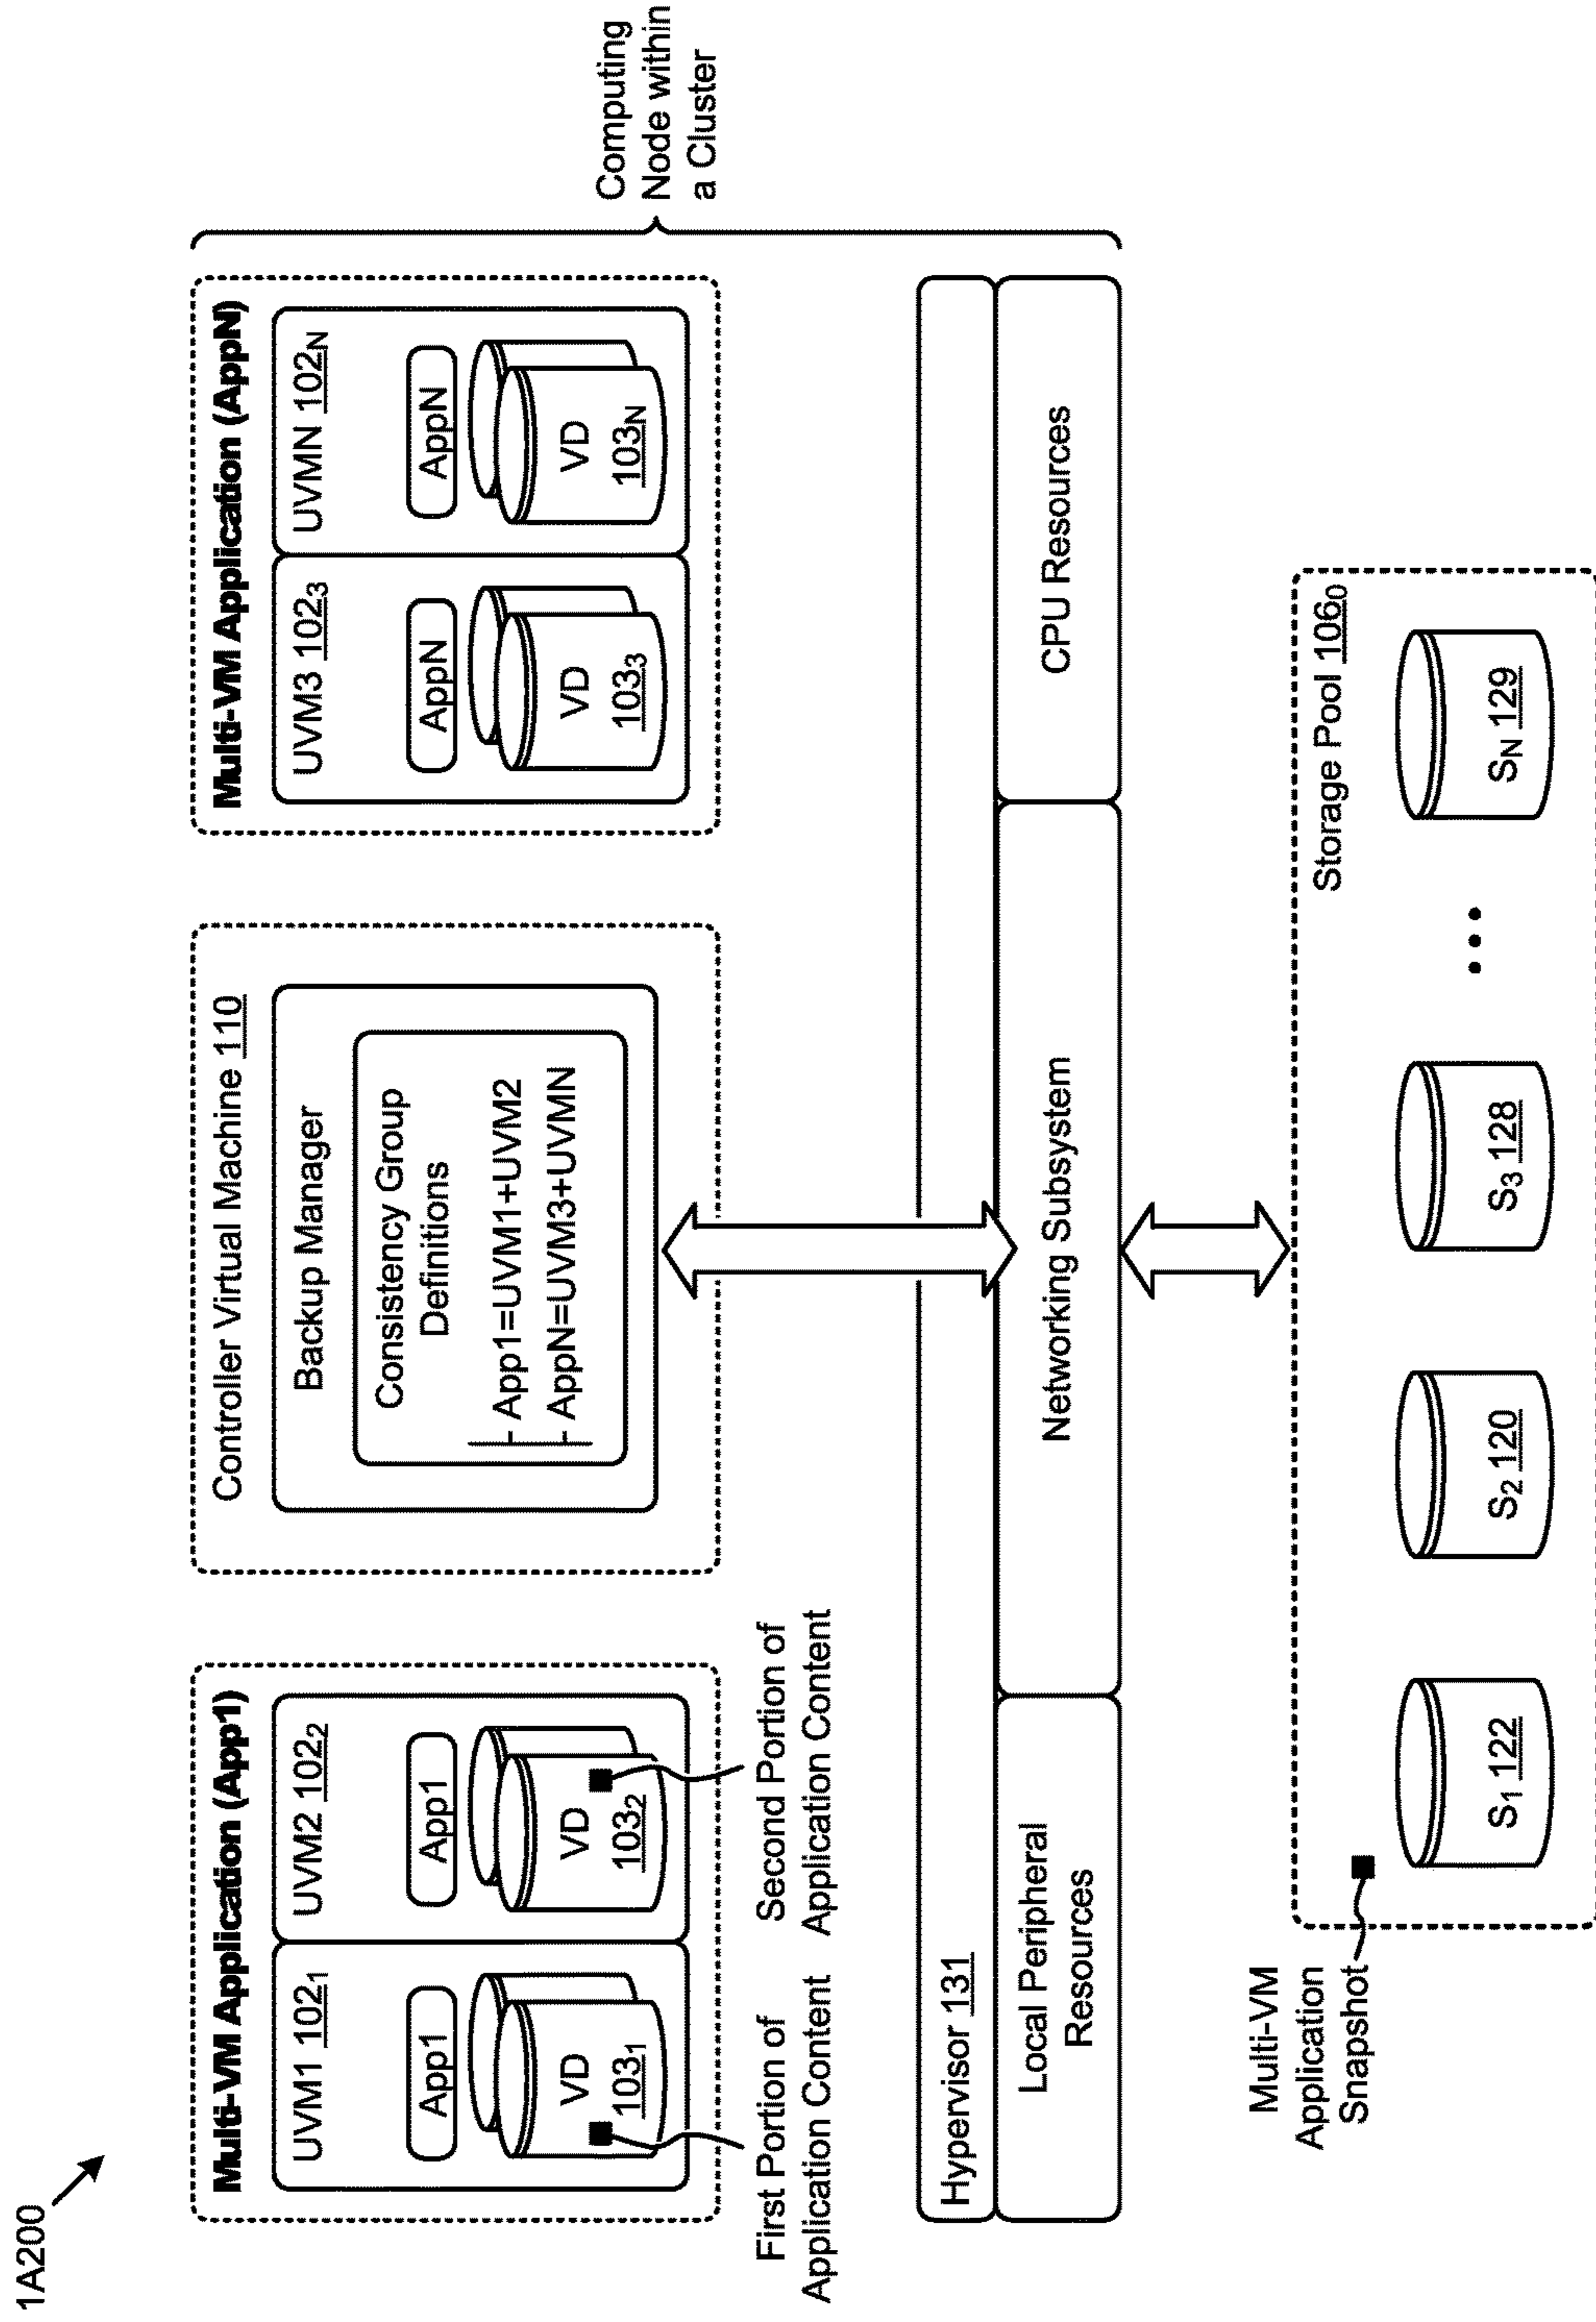 1A200
Multi-VM Application (App1)
UVM1 102₁
App1
VD
103₁
UVM2 102₂
App1
VD
103₂
First Portion of
Application Content
Second Portion of
Application Content
Controller Virtual Machine 110
Backup Manager
Consistency Group
Definitions
App1=UVM1+UVM2
AppN=UVM3+UVMN
Multi-VM Application (AppN)
UVM3 102₃
AppN
VD
103₃
UVMN 102N
AppN
VD
103N
Computing
Node within
a Cluster
Hypervisor 131
Local Peripheral
Resources
Networking Subsystem
CPU Resources
Multi-VM
Application
Snapshot
Storage Pool 106₀
S₁ 122
S₂ 120
S₃ 128
...
SN 129